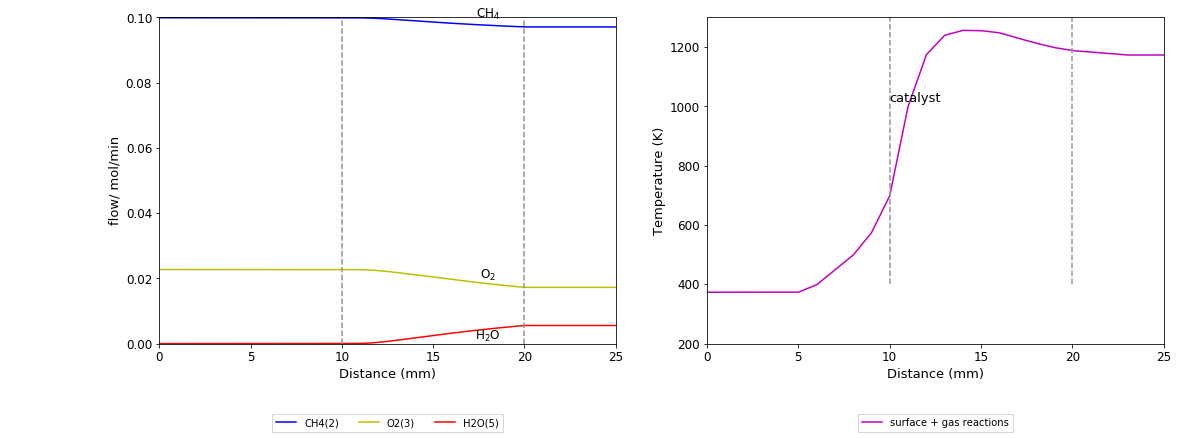 flow/ mol/min
0.10
0.08
0.06
0.04
0.02
0.00
CH₄
O₂
H₂O
0 5 10 15 20 25
Distance (mm)
CH4(2) O2(3) H2O(5)
Temperature (K)
1200
1000
800
600
400
200
catalyst
0 5 10 15 20 25
Distance (mm)
surface + gas reactions